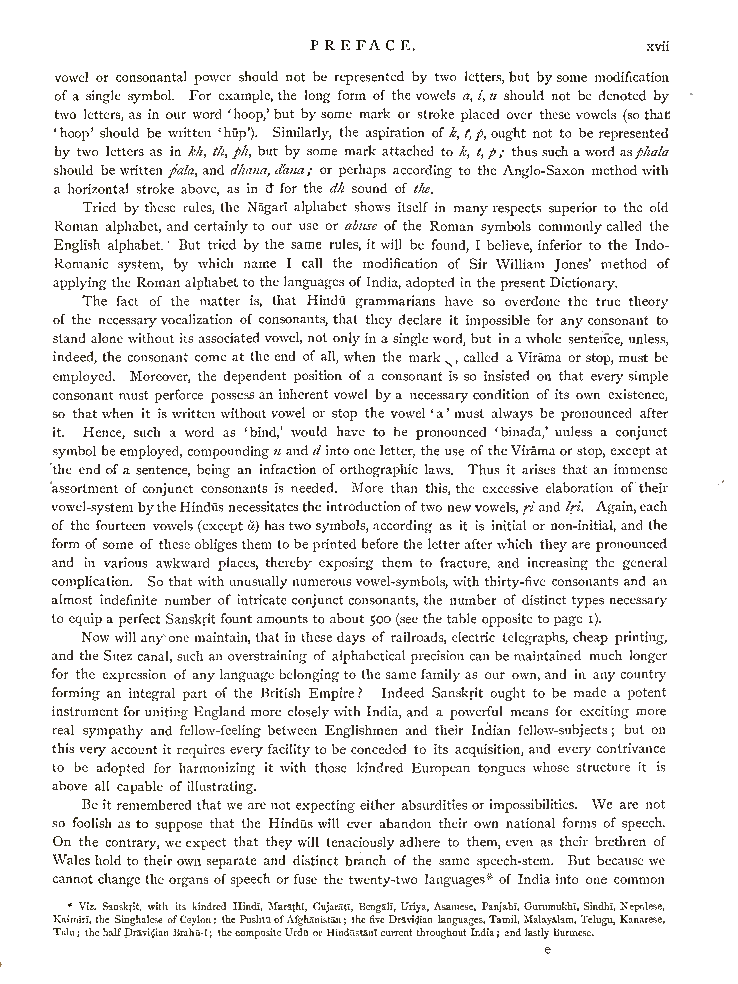 PREFACE. xvii
vowel or consonantal power should not be represented by two letters, but by some modification
of a single symbol. For example, the long form of the vowels a, i, u should not be denoted by
two letters, as in our word ‘hoop,’ but by some mark or stroke placed over these vowels (so that
‘hoop’ should be written ‘hūp’). Similarly, the aspiration of k, t, p, ought not to be represented
by two letters as in kh, th, ph, but by some mark attached to k, t, p; thus such a word as phala
should be written ṕala, and dhana, d́ana; or perhaps according to the Anglo-Saxon method with
a horizontal stroke above, as in đ for the dh sound of the.
Tried by these rules, the Nāgarī alphabet shows itself in many respects superior to the old
Roman alphabet, and certainly to our use or abuse of the Roman symbols commonly called the
English alphabet. But tried by the same rules, it will be found, I believe, inferior to the Indo-
Romanic system, by which name I call the modification of Sir William Jones’ method of
applying the Roman alphabet to the languages of India, adopted in the present Dictionary.
The fact of the matter is, that Hindū grammarians have so overdone the true theory
of the necessary vocalization of consonants, that they declare it impossible for any consonant to
stand alone without its associated vowel, not only in a single word, but in a whole sentence, unless,
indeed, the consonant come at the end of all, when the mark ◌्, called a Virāma or stop, must be
employed. Moreover, the dependent position of a consonant is so insisted on that every simple
consonant must perforce possess an inherent vowel by a necessary condition of its own existence,
so that when it is written without vowel or stop the vowel ‘a’ must always be pronounced after
it. Hence, such a word as ‘bind,’ would have to be pronounced ‘binada,’ unless a conjunct
symbol be employed, compounding n and d into one letter, the use of the Virāma or stop, except at
the end of a sentence, being an infraction of orthographic laws. Thus it arises that an immense
assortment of conjunct consonants is needed. More than this, the excessive elaboration of their
vowel-system by the Hindūs necessitates the introduction of two new vowels, ṛi and lṛi. Again, each
of the fourteen vowels (except ă) has two symbols, according as it is initial or non-initial, and the
form of some of these obliges them to be printed before the letter after which they are pronounced
and in various awkward places, thereby exposing them to fracture, and increasing the general
complication. So that with unusually numerous vowel-symbols, with thirty-five consonants and an
almost indefinite number of intricate conjunct consonants, the number of distinct types necessary
to equip a perfect Sanskṛit fount amounts to about 500 (see the table opposite to page 1).
Now will any one maintain, that in these days of railroads, electric telegraphs, cheap printing,
and the Suez canal, such an overstraining of alphabetical precision can be maintained much longer
for the expression of any language belonging to the same family as our own, and in any country
forming an integral part of the British Empire? Indeed Sanskṛit ought to be made a potent
instrument for uniting England more closely with India, and a powerful means for exciting more
real sympathy and fellow-feeling between Englishmen and their Indian fellow-subjects; but on
this very account it requires every facility to be conceded to its acquisition, and every contrivance
to be adopted for harmonizing it with those kindred European tongues whose structure it is
above all capable of illustrating.
Be it remembered that we are not expecting either absurdities or impossibilities. We are not
so foolish as to suppose that the Hindūs will ever abandon their own national forms of speech.
On the contrary, we expect that they will tenaciously adhere to them, even as their brethren of
Wales hold to their own separate and distinct branch of the same speech-stem. But because we
cannot change the organs of speech or fuse the twenty-two languages* of India into one common
* Viz. Sanskṛit, with its kindred Hindī, Marāṭhī, Gujarātī, Bengālī, Uriya, Asamese, Panjabī, Gurumukhī, Sindhī, Nepalese,
Kaśmīrī, the Singhalese of Ceylon; the Pushtū of Afghānistān; the five Drāviḍian languages, Tamil, Malayālam, Telugu, Kanarese,
Tulu; the half Drāviḍian Brahū-ī; the composite Urdū or Hindūstānī current throughout India; and lastly Burmese.
e